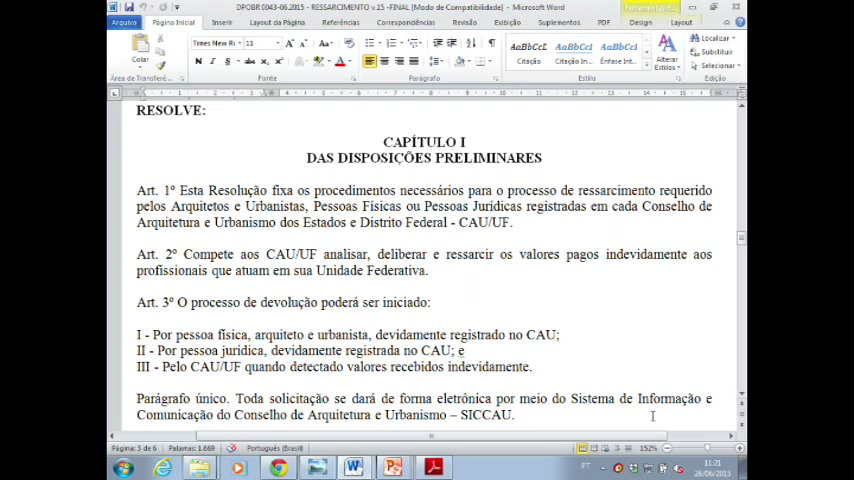 DPOBR.0043-06.2015 - RESSARCIMENTO v.15 -FINAL [Modo de Compatibilidade] - Microsoft Word
Arquivo Página Inicial Inserir Layout da Página Referências Correspondências Revisão Exibição Suplementos PDF Design Layout
Colar
Times New Ro 11
N I S
AaBbCcD AaBbCcDc AaBbCcDc
Citação Citação In... Ênfase Int...
Alterar Estilos
Localizar
Substituir
Selecionar
Área de Transferê... Fonte Parágrafo Estilo Edição
RESOLVE:
CAPÍTULO I
DAS DISPOSIÇÕES PRELIMINARES
Art. 1º Esta Resolução fixa os procedimentos necessários para o processo de ressarcimento requerido
pelos Arquitetos e Urbanistas, Pessoas Físicas ou Pessoas Jurídicas registradas em cada Conselho de
Arquitetura e Urbanismo dos Estados e Distrito Federal - CAU/UF.
Art. 2º Compete aos CAU/UF analisar, deliberar e ressarcir os valores pagos indevidamente aos
profissionais que atuam em sua Unidade Federativa.
Art. 3º O processo de devolução poderá ser iniciado:
I - Por pessoa física, arquiteto e urbanista, devidamente registrado no CAU;
II - Por pessoa jurídica, devidamente registrada no CAU; e
III - Pelo CAU/UF quando detectado valores recebidos indevidamente.
Parágrafo único. Toda solicitação se dará de forma eletrônica por meio do Sistema de Informação e
Comunicação do Conselho de Arquitetura e Urbanismo – SICCAU.
Página: 3 de 6 Palavras: 1.669 Português (Brasil) 152%
PT 11:21
26/06/2015